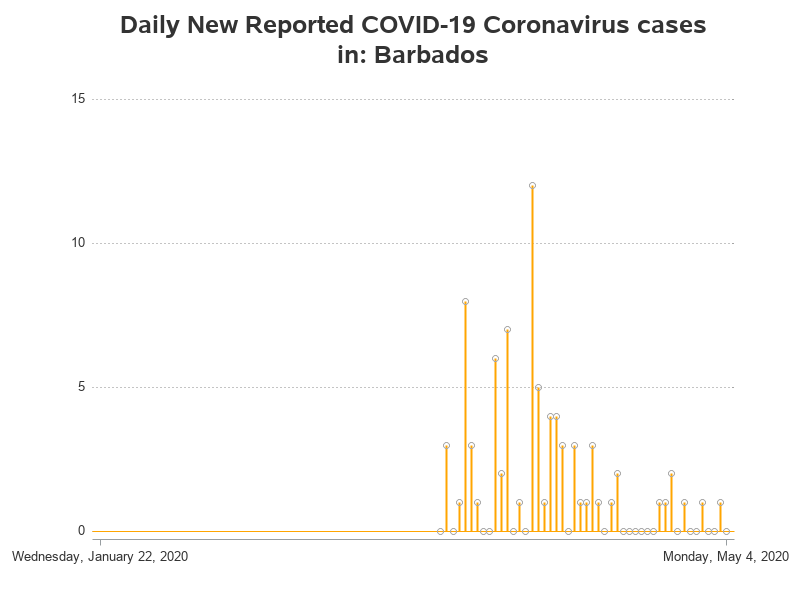 Daily New Reported COVID-19 Coronavirus cases
in: Barbados
15
10
5
0
Wednesday, January 22, 2020 Monday, May 4, 2020